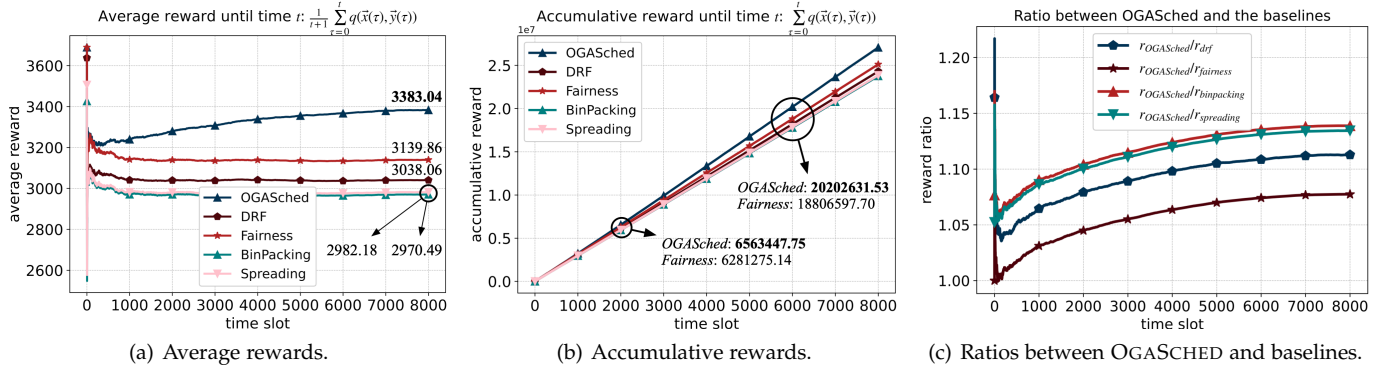 Average reward until time t: 1/(t+1) Σ_{τ=0}^{t} q(x⃗(τ), y⃗(τ))
3600
3400
3200
3000
2800
2600
average reward
3383.04
3139.86
3038.06
2982.18
2970.49
OGASched
DRF
Fairness
BinPacking
Spreading
0 1000 2000 3000 4000 5000 6000 7000 8000
time slot
(a) Average rewards.
Accumulative reward until time t: Σ_{τ=0}^{t} q(x⃗(τ), y⃗(τ))
1e7
2.5
2.0
1.5
1.0
0.5
0.0
accumulative reward
OGASched
DRF
Fairness
BinPacking
Spreading
OGASched: 20202631.53
Fairness: 18806597.70
OGASched: 6563447.75
Fairness: 6281275.14
0 1000 2000 3000 4000 5000 6000 7000 8000
time slot
(b) Accumulative rewards.
Ratio between OGASched and the baselines
1.20
1.15
1.10
1.05
1.00
reward ratio
r_OGASched/r_drf
r_OGASched/r_fairness
r_OGASched/r_binpacking
r_OGASched/r_spreading
0 1000 2000 3000 4000 5000 6000 7000 8000
time slot
(c) Ratios between OGASCHED and baselines.